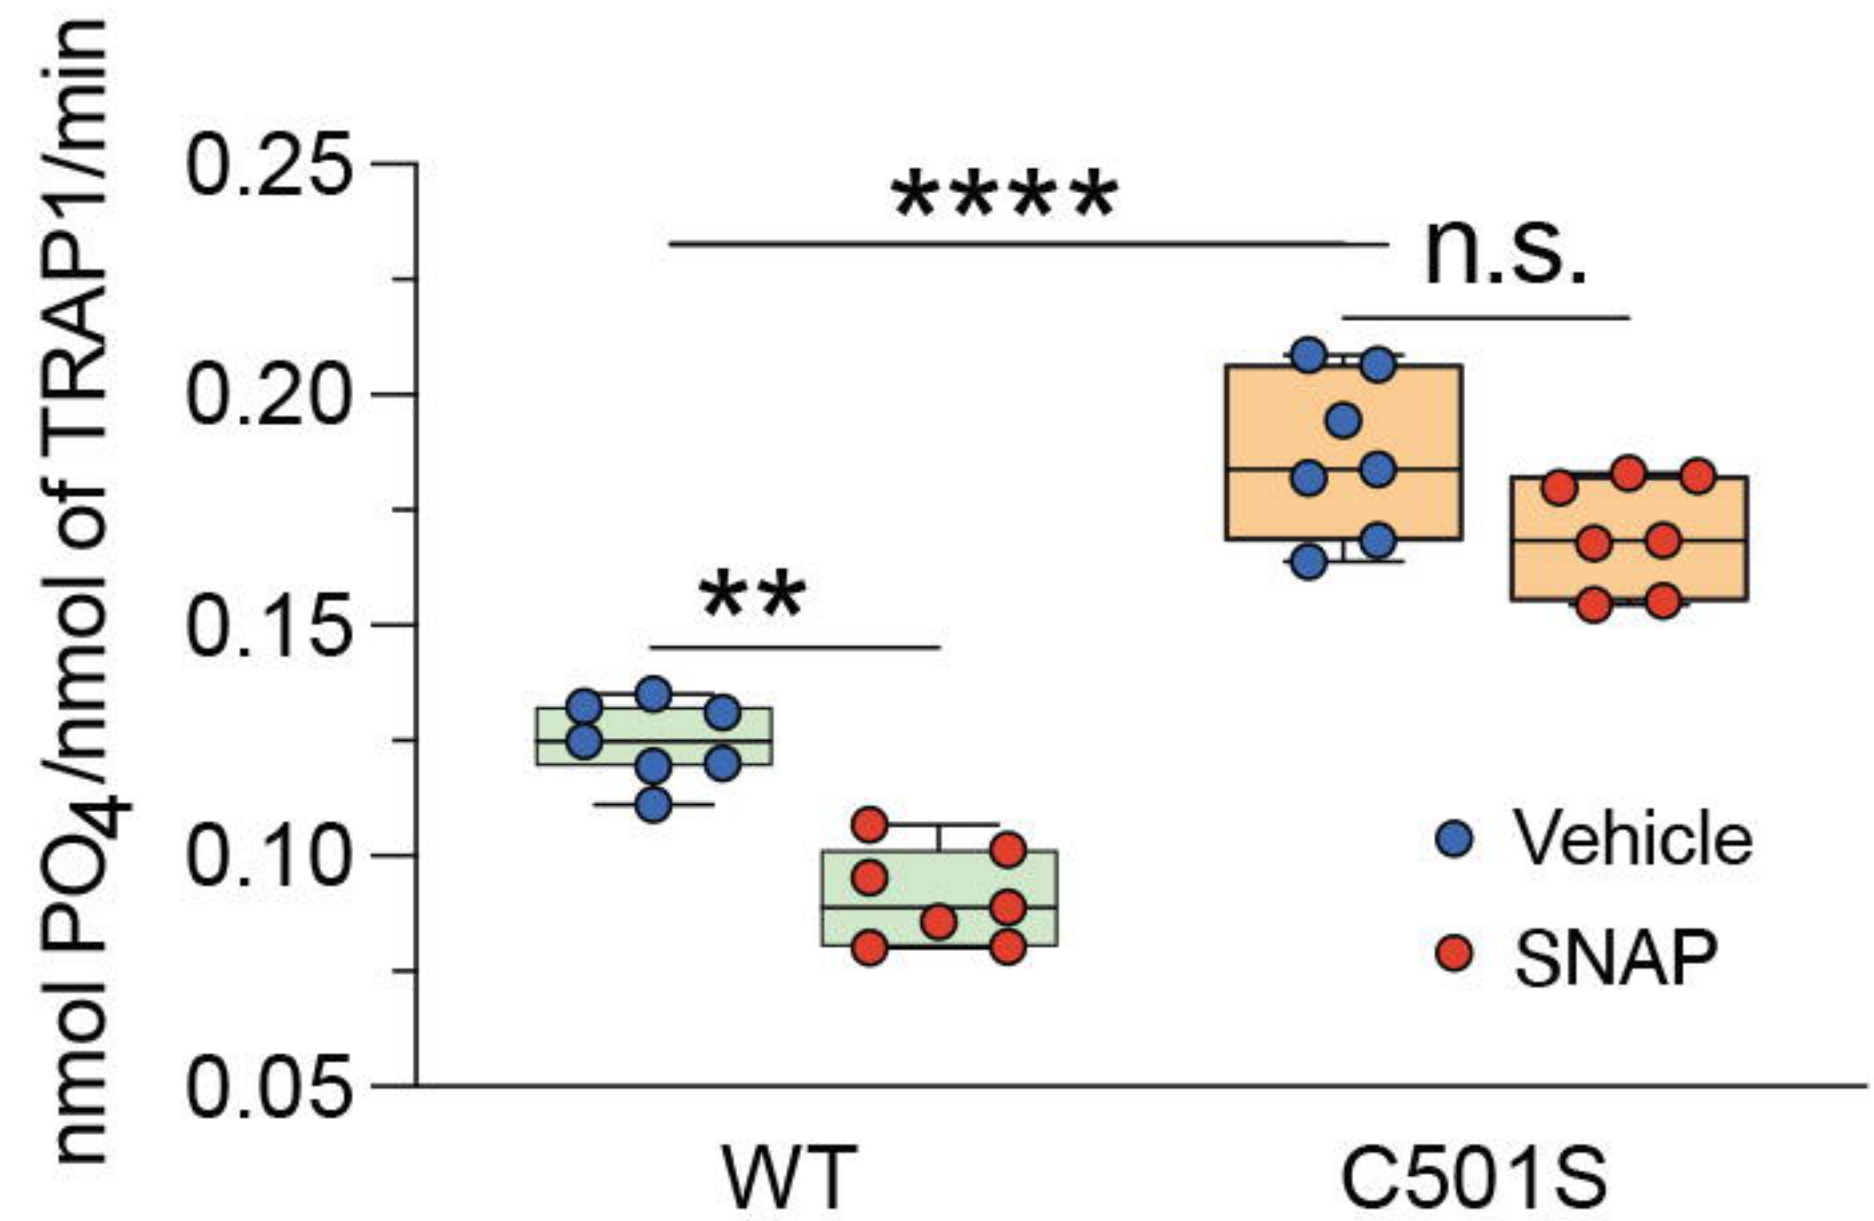 nmol PO4/nmol of TRAP1/min
0.25
0.20
0.15
0.10
0.05
****
n.s.
**
Vehicle
SNAP
WT
C501S